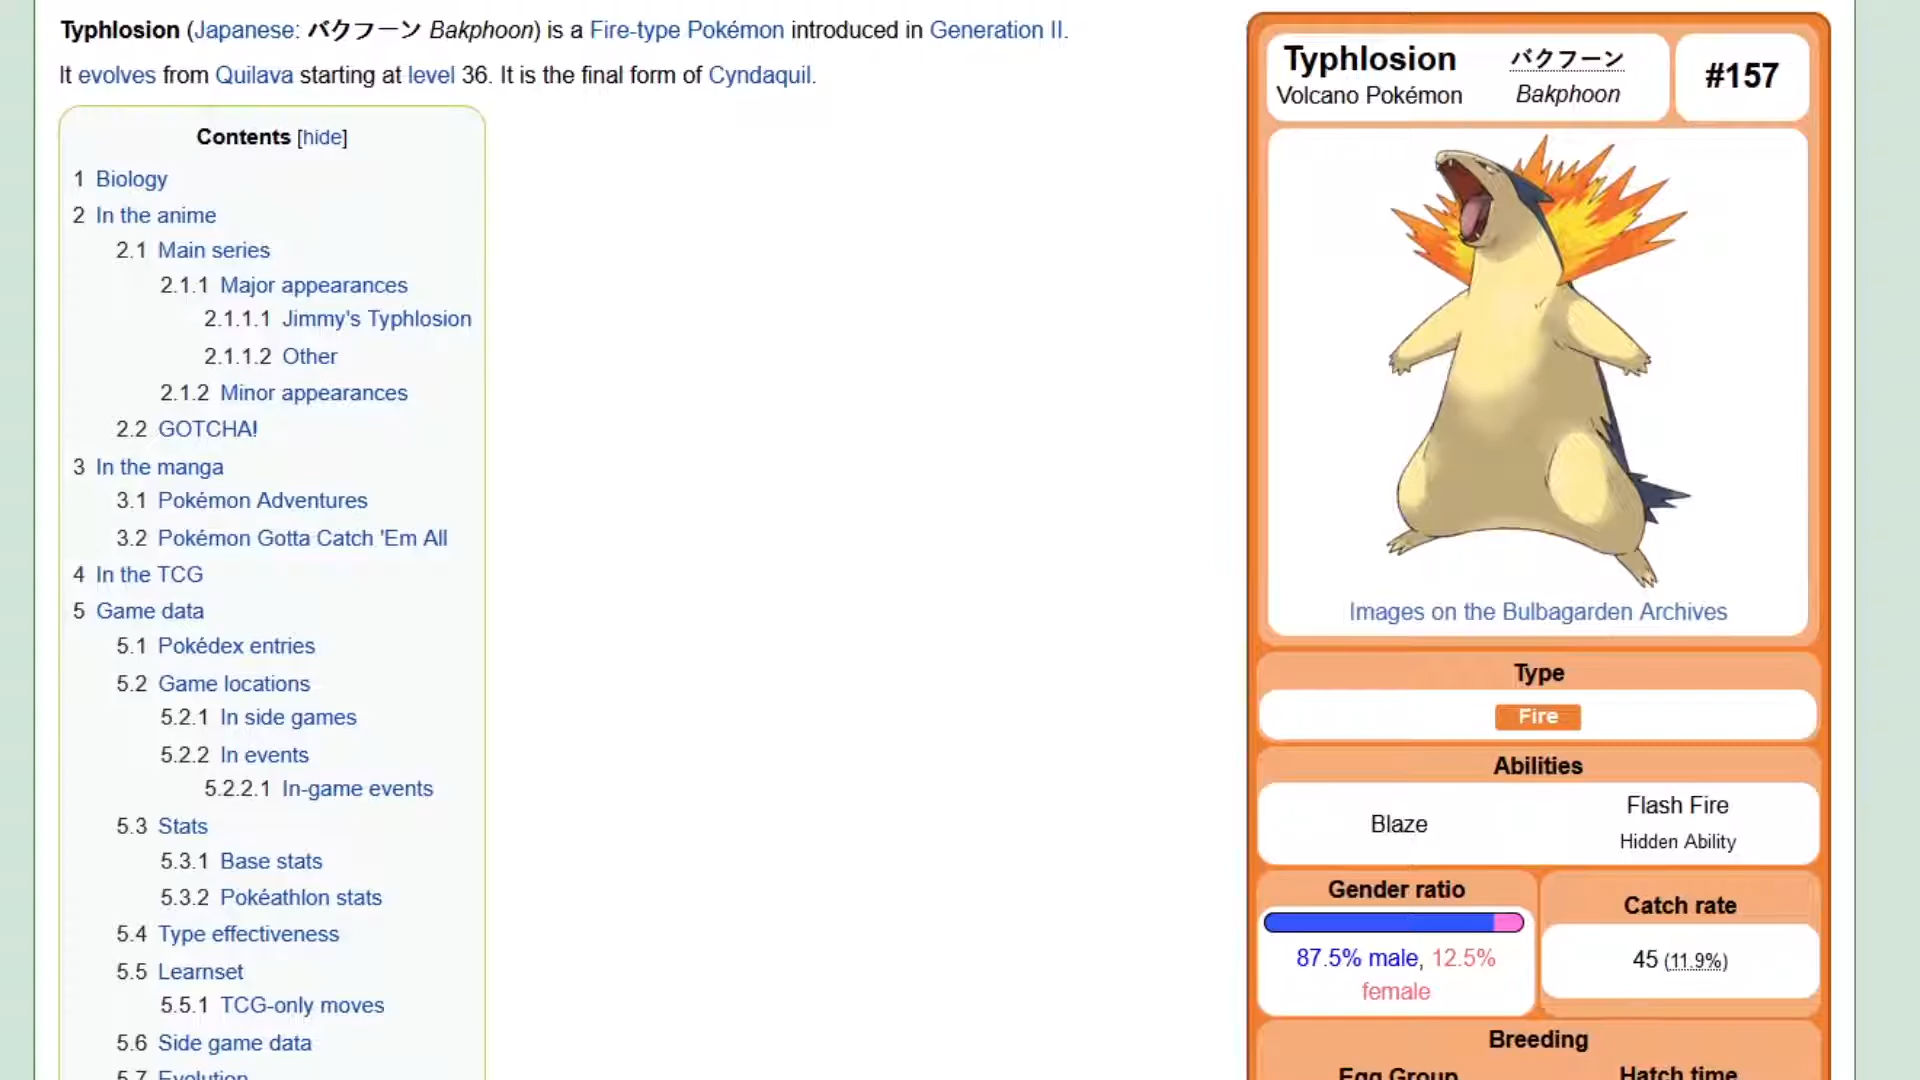 Typhlosion (Japanese: バクフーン Bakphoon) is a Fire-type Pokémon introduced in Generation II.
It evolves from Quilava starting at level 36. It is the final form of Cyndaquil.
Contents [hide]
1 Biology
2 In the anime
2.1 Main series
2.1.1 Major appearances
2.1.1.1 Jimmy's Typhlosion
2.1.1.2 Other
2.1.2 Minor appearances
2.2 GOTCHA!
3 In the manga
3.1 Pokémon Adventures
3.2 Pokémon Gotta Catch 'Em All
4 In the TCG
5 Game data
5.1 Pokédex entries
5.2 Game locations
5.2.1 In side games
5.2.2 In events
5.2.2.1 In-game events
5.3 Stats
5.3.1 Base stats
5.3.2 Pokéathlon stats
5.4 Type effectiveness
5.5 Learnset
5.5.1 TCG-only moves
5.6 Side game data
5.7 Evolution
Typhlosion
Volcano Pokémon
バクフーン
Bakphoon
#157
Images on the Bulbagarden Archives
Type
Fire
Abilities
Blaze
Flash Fire
Hidden Ability
Gender ratio
87.5% male, 12.5%
female
Catch rate
45 (11.9%)
Breeding
Egg Group
Hatch time